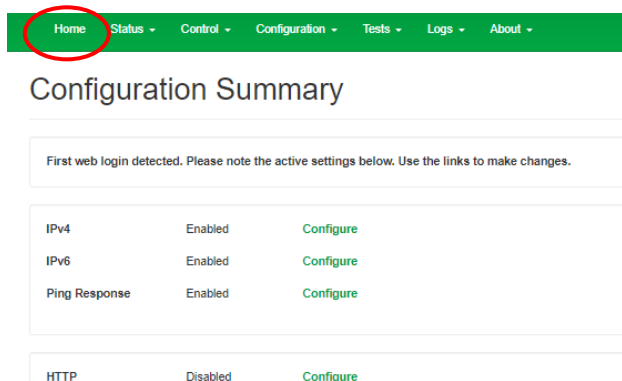 Home Status Control Configuration Tests Logs About
Configuration Summary
First web login detected. Please note the active settings below. Use the links to make changes.
IPv4 Enabled Configure
IPv6 Enabled Configure
Ping Response Enabled Configure
HTTP Disabled Configure